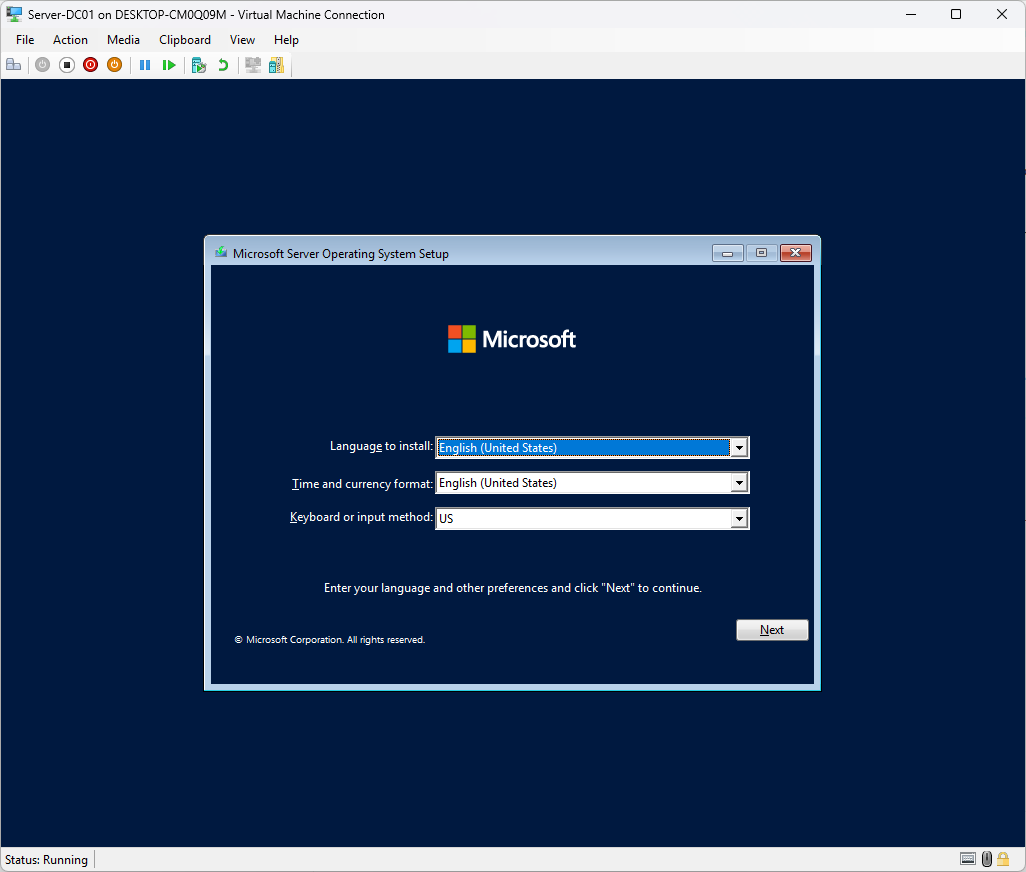 Server-DC01 on DESKTOP-CM0Q09M - Virtual Machine Connection
File Action Media Clipboard View Help
Microsoft Server Operating System Setup
Microsoft
Language to install: English (United States)
Time and currency format: English (United States)
Keyboard or input method: US
Enter your language and other preferences and click "Next" to continue.
Next
© Microsoft Corporation. All rights reserved.
Status: Running